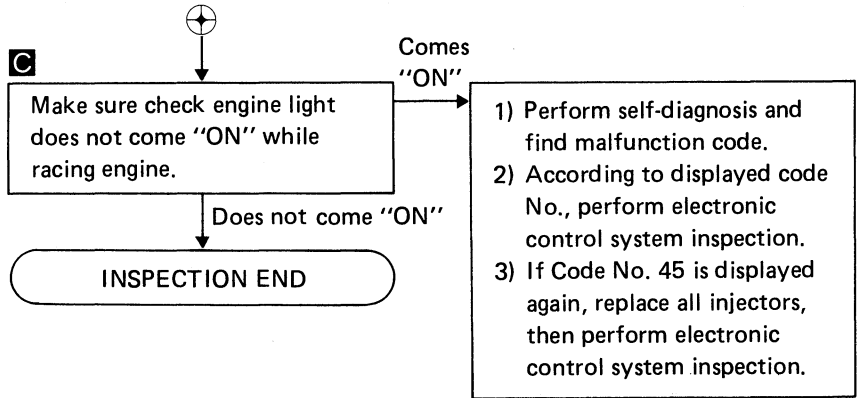 C
Make sure check engine light
does not come "ON" while
racing engine.
Comes
"ON"
1) Perform self-diagnosis and
find malfunction code.
2) According to displayed code
No., perform electronic
control system inspection.
3) If Code No. 45 is displayed
again, replace all injectors,
then perform electronic
control system inspection.
Does not come "ON"
INSPECTION END